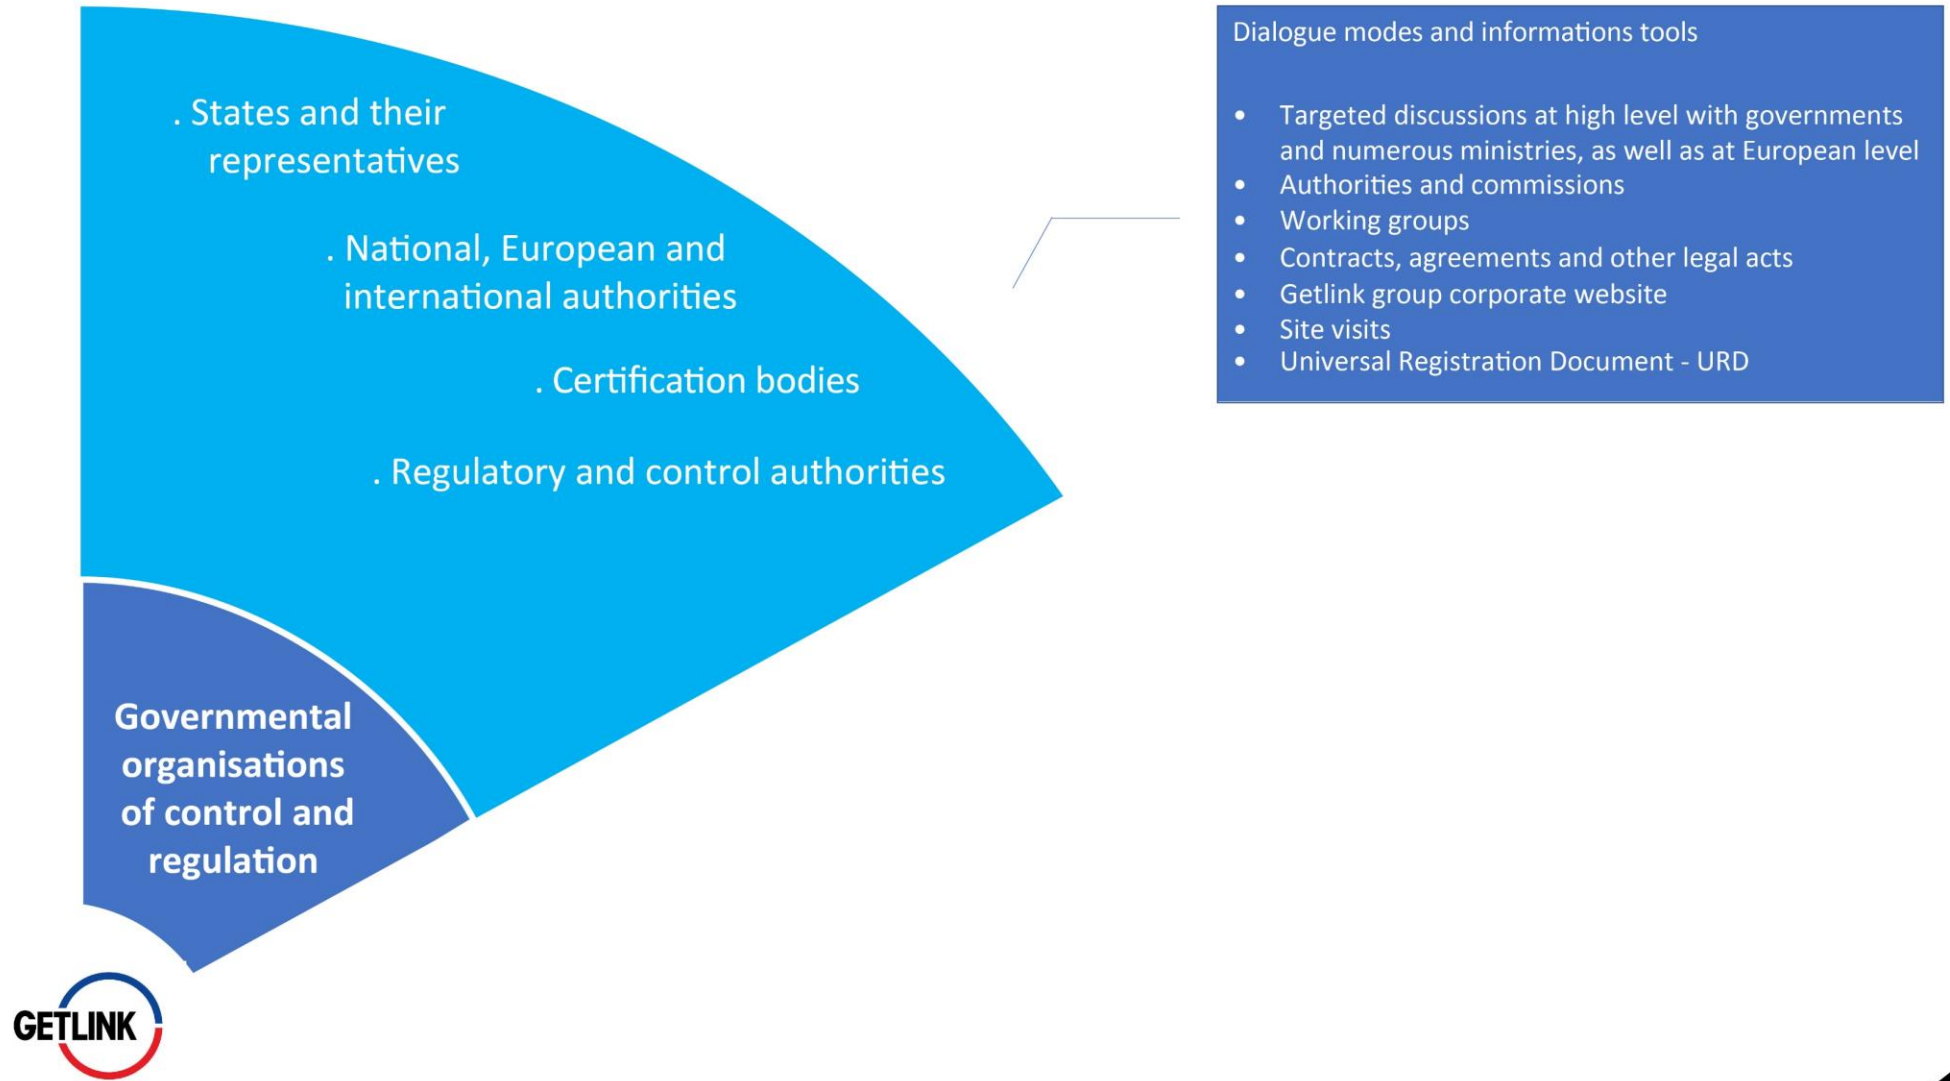 . States and their
representatives
. National, European and
international authorities
. Certification bodies
. Regulatory and control authorities
Governmental
organisations
of control and
regulation
GETLINK
Dialogue modes and informations tools
• Targeted discussions at high level with governments
and numerous ministries, as well as at European level
• Authorities and commissions
• Working groups
• Contracts, agreements and other legal acts
• Getlink group corporate website
• Site visits
• Universal Registration Document - URD